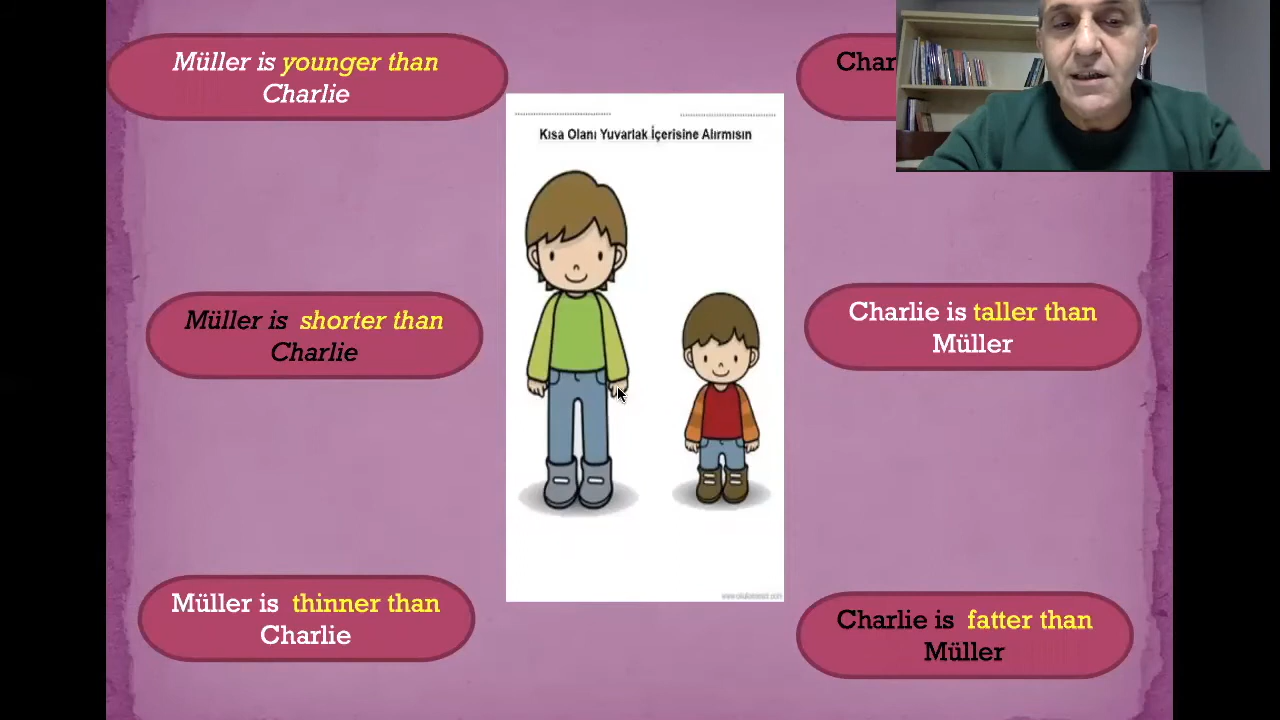 Müller is younger than
Charlie
Kısa Olanı Yuvarlak İçerisine Alırmısın
Müller is shorter than
Charlie
Charlie is taller than
Müller
Müller is thinner than
Charlie
Charlie is fatter than
Müller